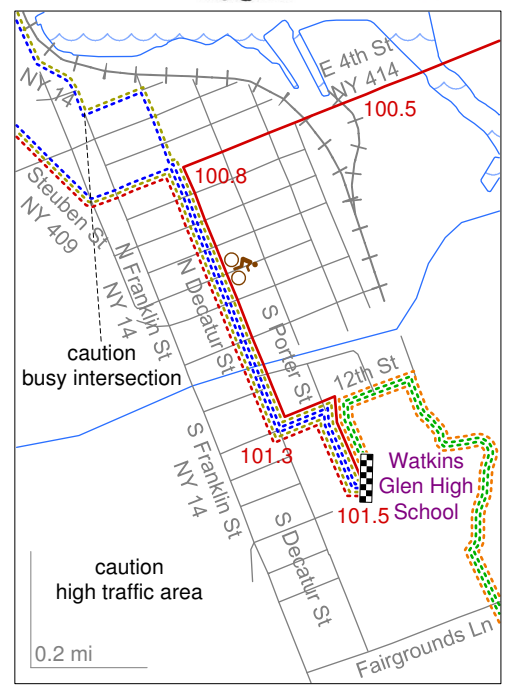 NY 14
E 4th St
NY 414
100.5
100.8
Steuben St
NY 409
N Franklin St
NY 14
N Decatur St
S Porter St
caution
busy intersection
12th St
101.3
Watkins
Glen High
School
101.5
S Franklin St
NY 14
S Decatur St
caution
high traffic area
Fairgrounds Ln
0.2 mi